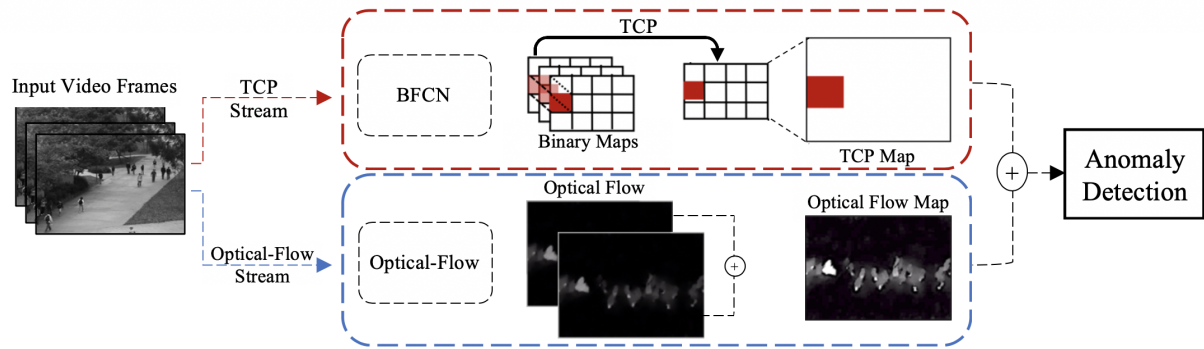 Input Video Frames
TCP
Stream
Optical-Flow
Stream
BFCN
TCP
Binary Maps
TCP Map
Optical-Flow
Optical Flow
+
Optical Flow Map
+
Anomaly
Detection